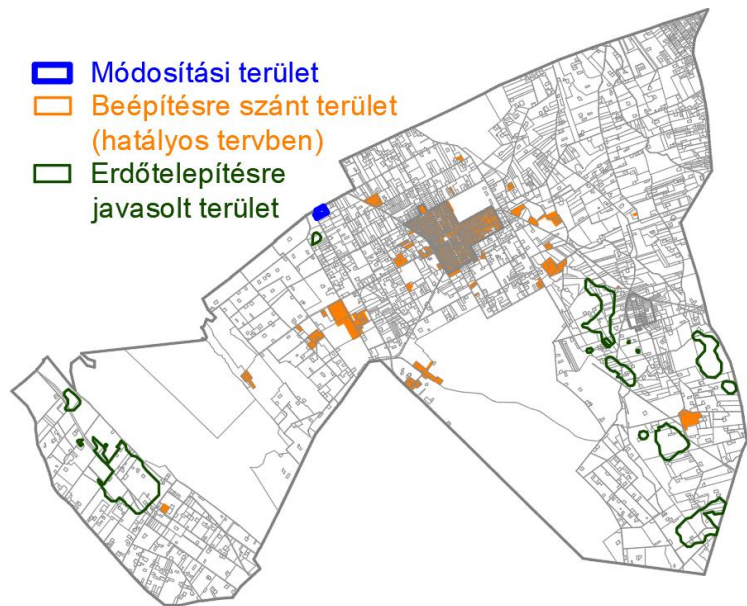 Módosítási terület
Beépítésre szánt terület
(hatályos tervben)
Erdőtelepítésre
javasolt terület